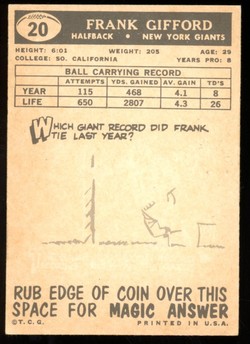 20
FRANK GIFFORD
HALFBACK • NEW YORK GIANTS
HEIGHT: 6:01 WEIGHT: 205 AGE: 29
COLLEGE: SO. CALIFORNIA YEARS PRO: 8
BALL CARRYING RECORD
ATTEMPTS YDS. GAINED AV. GAIN TD'S
YEAR 115 468 4.1 8
LIFE 650 2807 4.3 26
WHICH GIANT RECORD DID FRANK
TIE LAST YEAR?
RUB EDGE OF COIN OVER THIS
SPACE FOR MAGIC ANSWER
© T.C.G. PRINTED IN U.S.A.